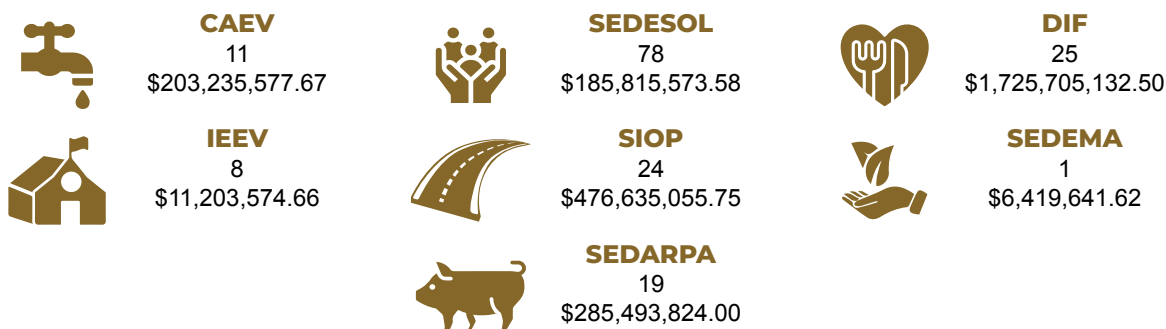 CAEV
11
$203,235,577.67
SEDESOL
78
$185,815,573.58
DIF
25
$1,725,705,132.50
IEEV
8
$11,203,574.66
SIOP
24
$476,635,055.75
SEDEMA
1
$6,419,641.62
SEDARPA
19
$285,493,824.00